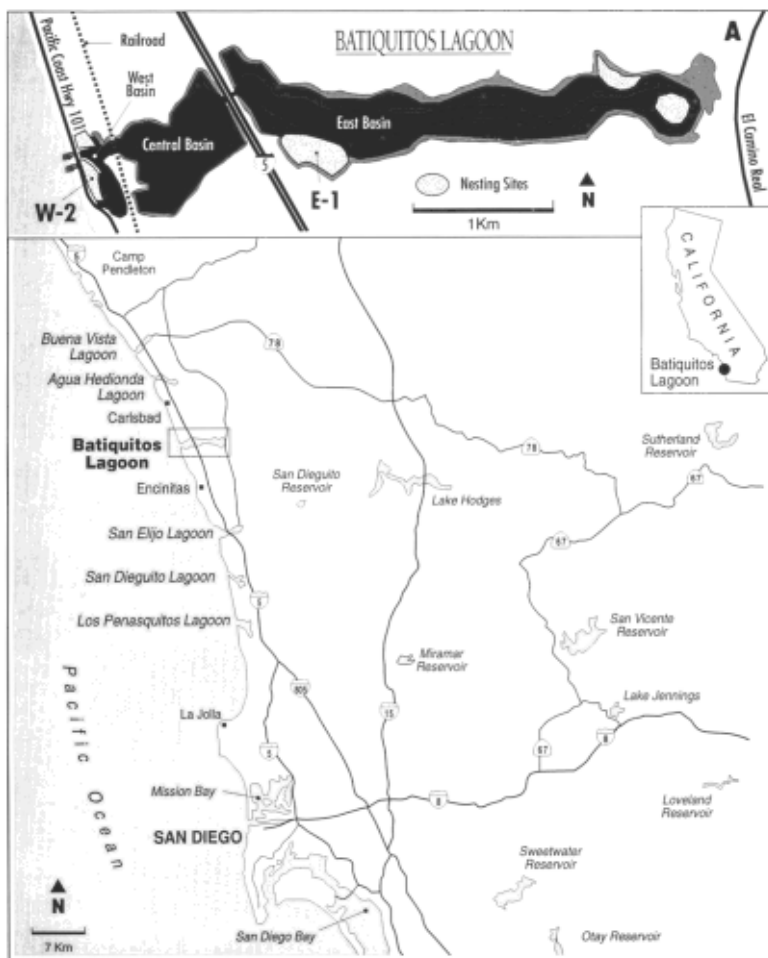 BATIQUITOS LAGOON
A
Pacific Coast Hwy 101
Railroad
West
Basin
Central Basin
East Basin
5
W-2
E-1
Nesting Sites
N
1Km
El Camino Real
CALIFORNIA
Batiquitos
Lagoon
5
Camp
Pendleton
Buena Vista
Lagoon
78
Agua Hedionda
Lagoon
Carlsbad
Batiquitos
Lagoon
Encinitas
San Dieguito
Reservoir
Lake Hodges
78
Sutherland
Reservoir
67
San Elijo Lagoon
67
San Dieguito Lagoon
5
Los Penasquitos Lagoon
San Vicente
Reservoir
Miramar
Reservoir
Pacific Ocean
805
15
Lake Jennings
La Jolla
5
67
8
Mission Bay
8
Loveland
Reservoir
SAN DIEGO
Sweetwater
Reservoir
N
7 Km
San Diego Bay
Otay Reservoir